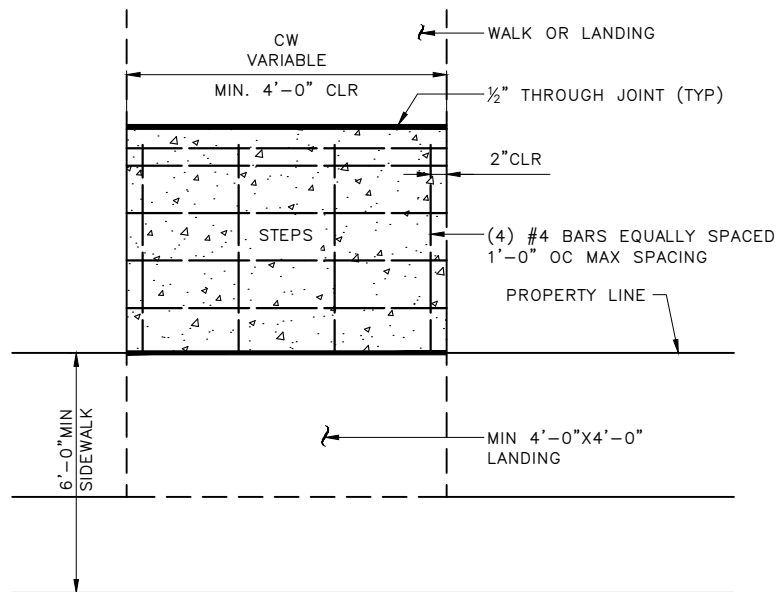 CW
VARIABLE
MIN. 4'-0" CLR
WALK OR LANDING
½" THROUGH JOINT (TYP)
2"CLR
STEPS
(4) #4 BARS EQUALLY SPACED
1'-0" OC MAX SPACING
PROPERTY LINE
6'-0"MIN
SIDEWALK
MIN 4'-0"X4'-0"
LANDING